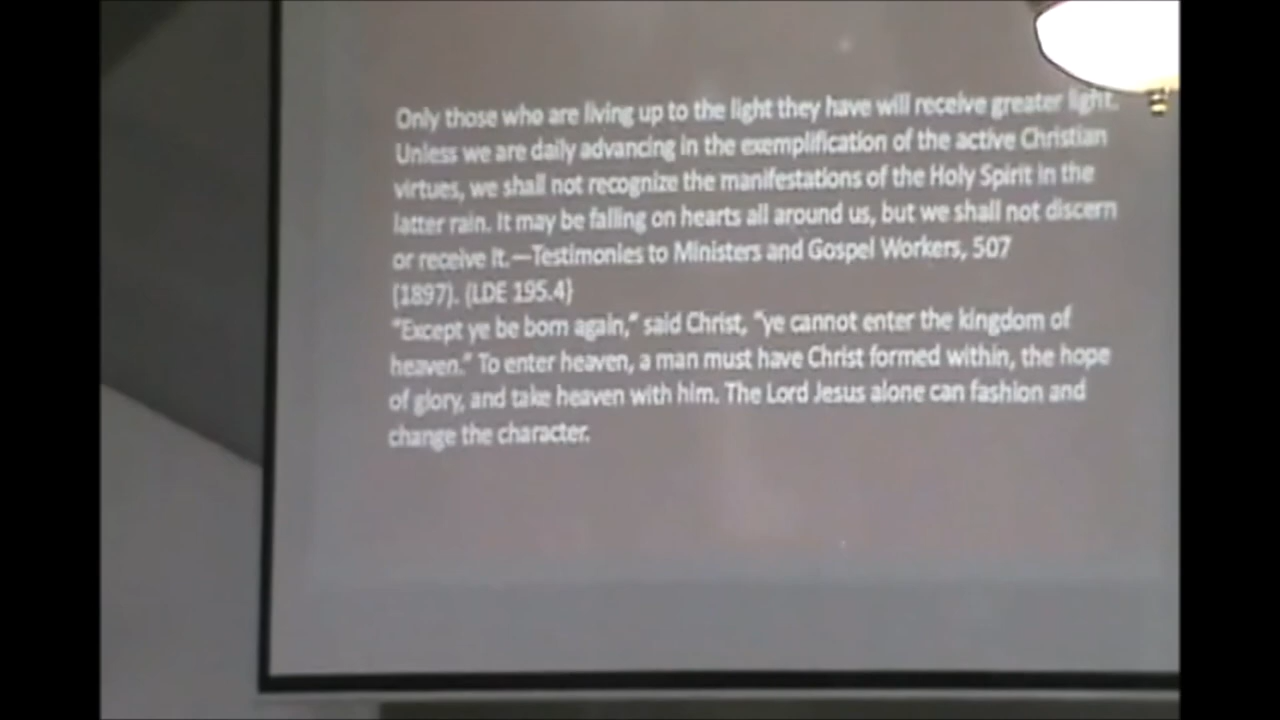 Only those who are living up to the light they have will receive greater light.
Unless we are daily advancing in the exemplification of the active Christian
virtues, we shall not recognize the manifestations of the Holy Spirit in the
latter rain. It may be falling on hearts all around us, but we shall not discern
or receive it.—Testimonies to Ministers and Gospel Workers, 507
(1897). {LDE 195.4}
“Except ye be born again,” said Christ, “ye cannot enter the kingdom of
heaven.” To enter heaven, a man must have Christ formed within, the hope
of glory, and take heaven with him. The Lord Jesus alone can fashion and
change the character.